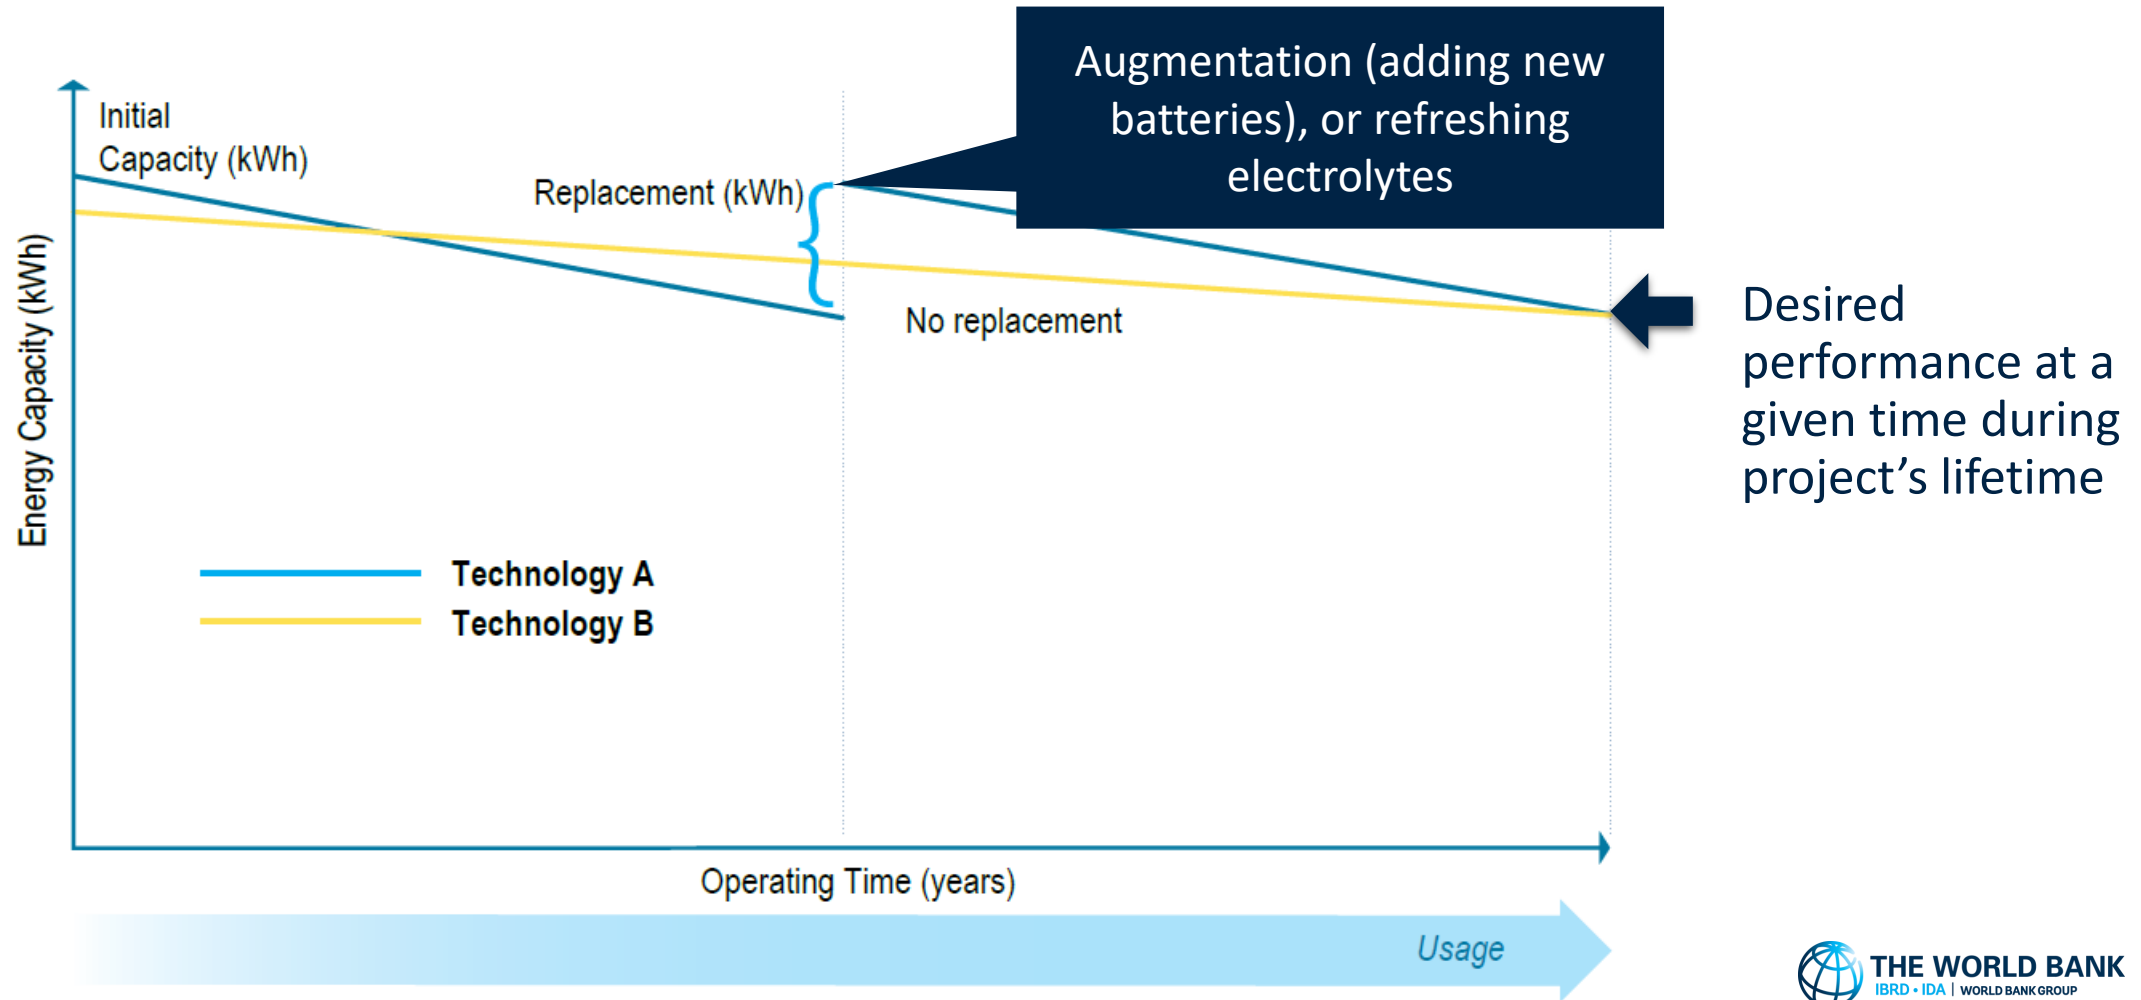 Augmentation (adding new
batteries), or refreshing
electrolytes
Initial
Capacity (kWh)
Replacement (kWh)
No replacement
Desired
performance at a
given time during
project’s lifetime
Energy Capacity (kWh)
Technology A
Technology B
Operating Time (years)
Usage
THE WORLD BANK
IBRD • IDA | WORLD BANK GROUP